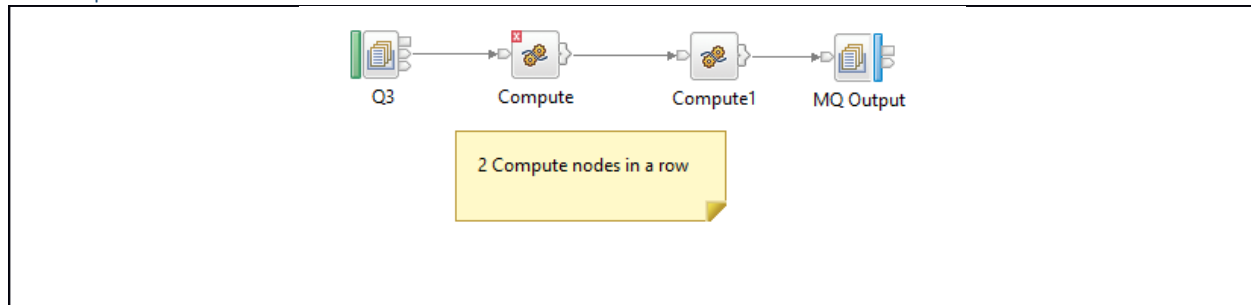 Q3
Compute
Compute1
MQ Output
2 Compute nodes in a row